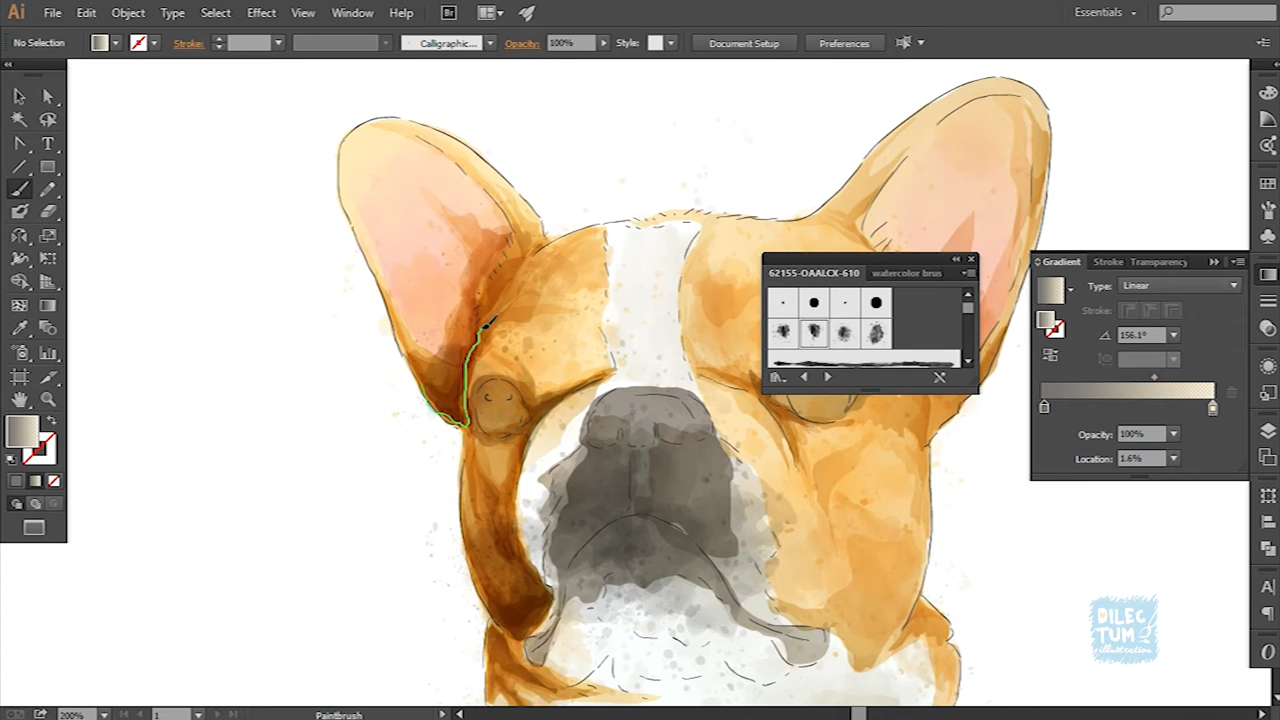 Ai File Edit Object Type Select Effect View Window Help Br Essentials
No Selection Stroke: Calligraphic... Opacity: 100% Style: Document Setup Preferences
62155-OAALCX-610 watercolor brus
Gradient Stroke Transparency
Type: Linear
Stroke:
156.1°
Opacity: 100%
Location: 1.6%
DILEC
TUM
illustration
200% 1 Paintbrush